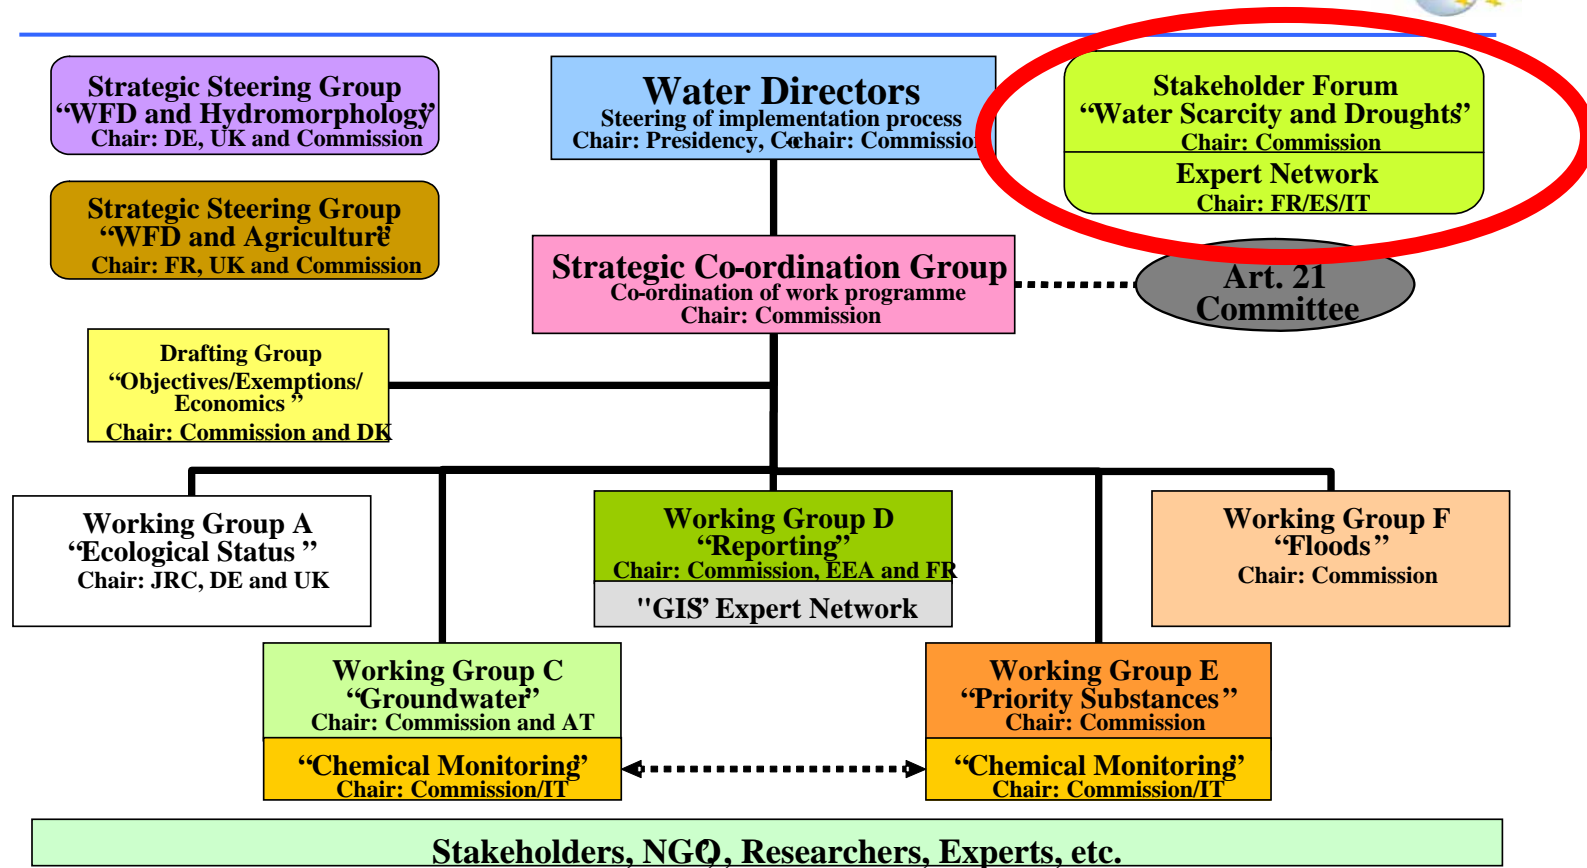 Strategic Steering Group
“WFD and Hydromorphology”
Chair: DE, UK and Commission
Water Directors
Steering of implementation process
Chair: Presidency, Co-chair: Commission
Stakeholder Forum
“Water Scarcity and Droughts”
Chair: Commission
Expert Network
Chair: FR/ES/IT
Strategic Steering Group
“WFD and Agriculture”
Chair: FR, UK and Commission
Strategic Co-ordination Group
Co-ordination of work programme
Chair: Commission
Art. 21
Committee
Drafting Group
“Objectives/Exemptions/
Economics ”
Chair: Commission and DK
Working Group A
“Ecological Status ”
Chair: JRC, DE and UK
Working Group D
“Reporting”
Chair: Commission, EEA and FR
"GIS” Expert Network
Working Group F
“Floods ”
Chair: Commission
Working Group C
“Groundwater”
Chair: Commission and AT
“Chemical Monitoring”
Chair: Commission/IT
Working Group E
“Priority Substances ”
Chair: Commission
“Chemical Monitoring”
Chair: Commission/IT
Stakeholders, NGO’, Researchers, Experts, etc.